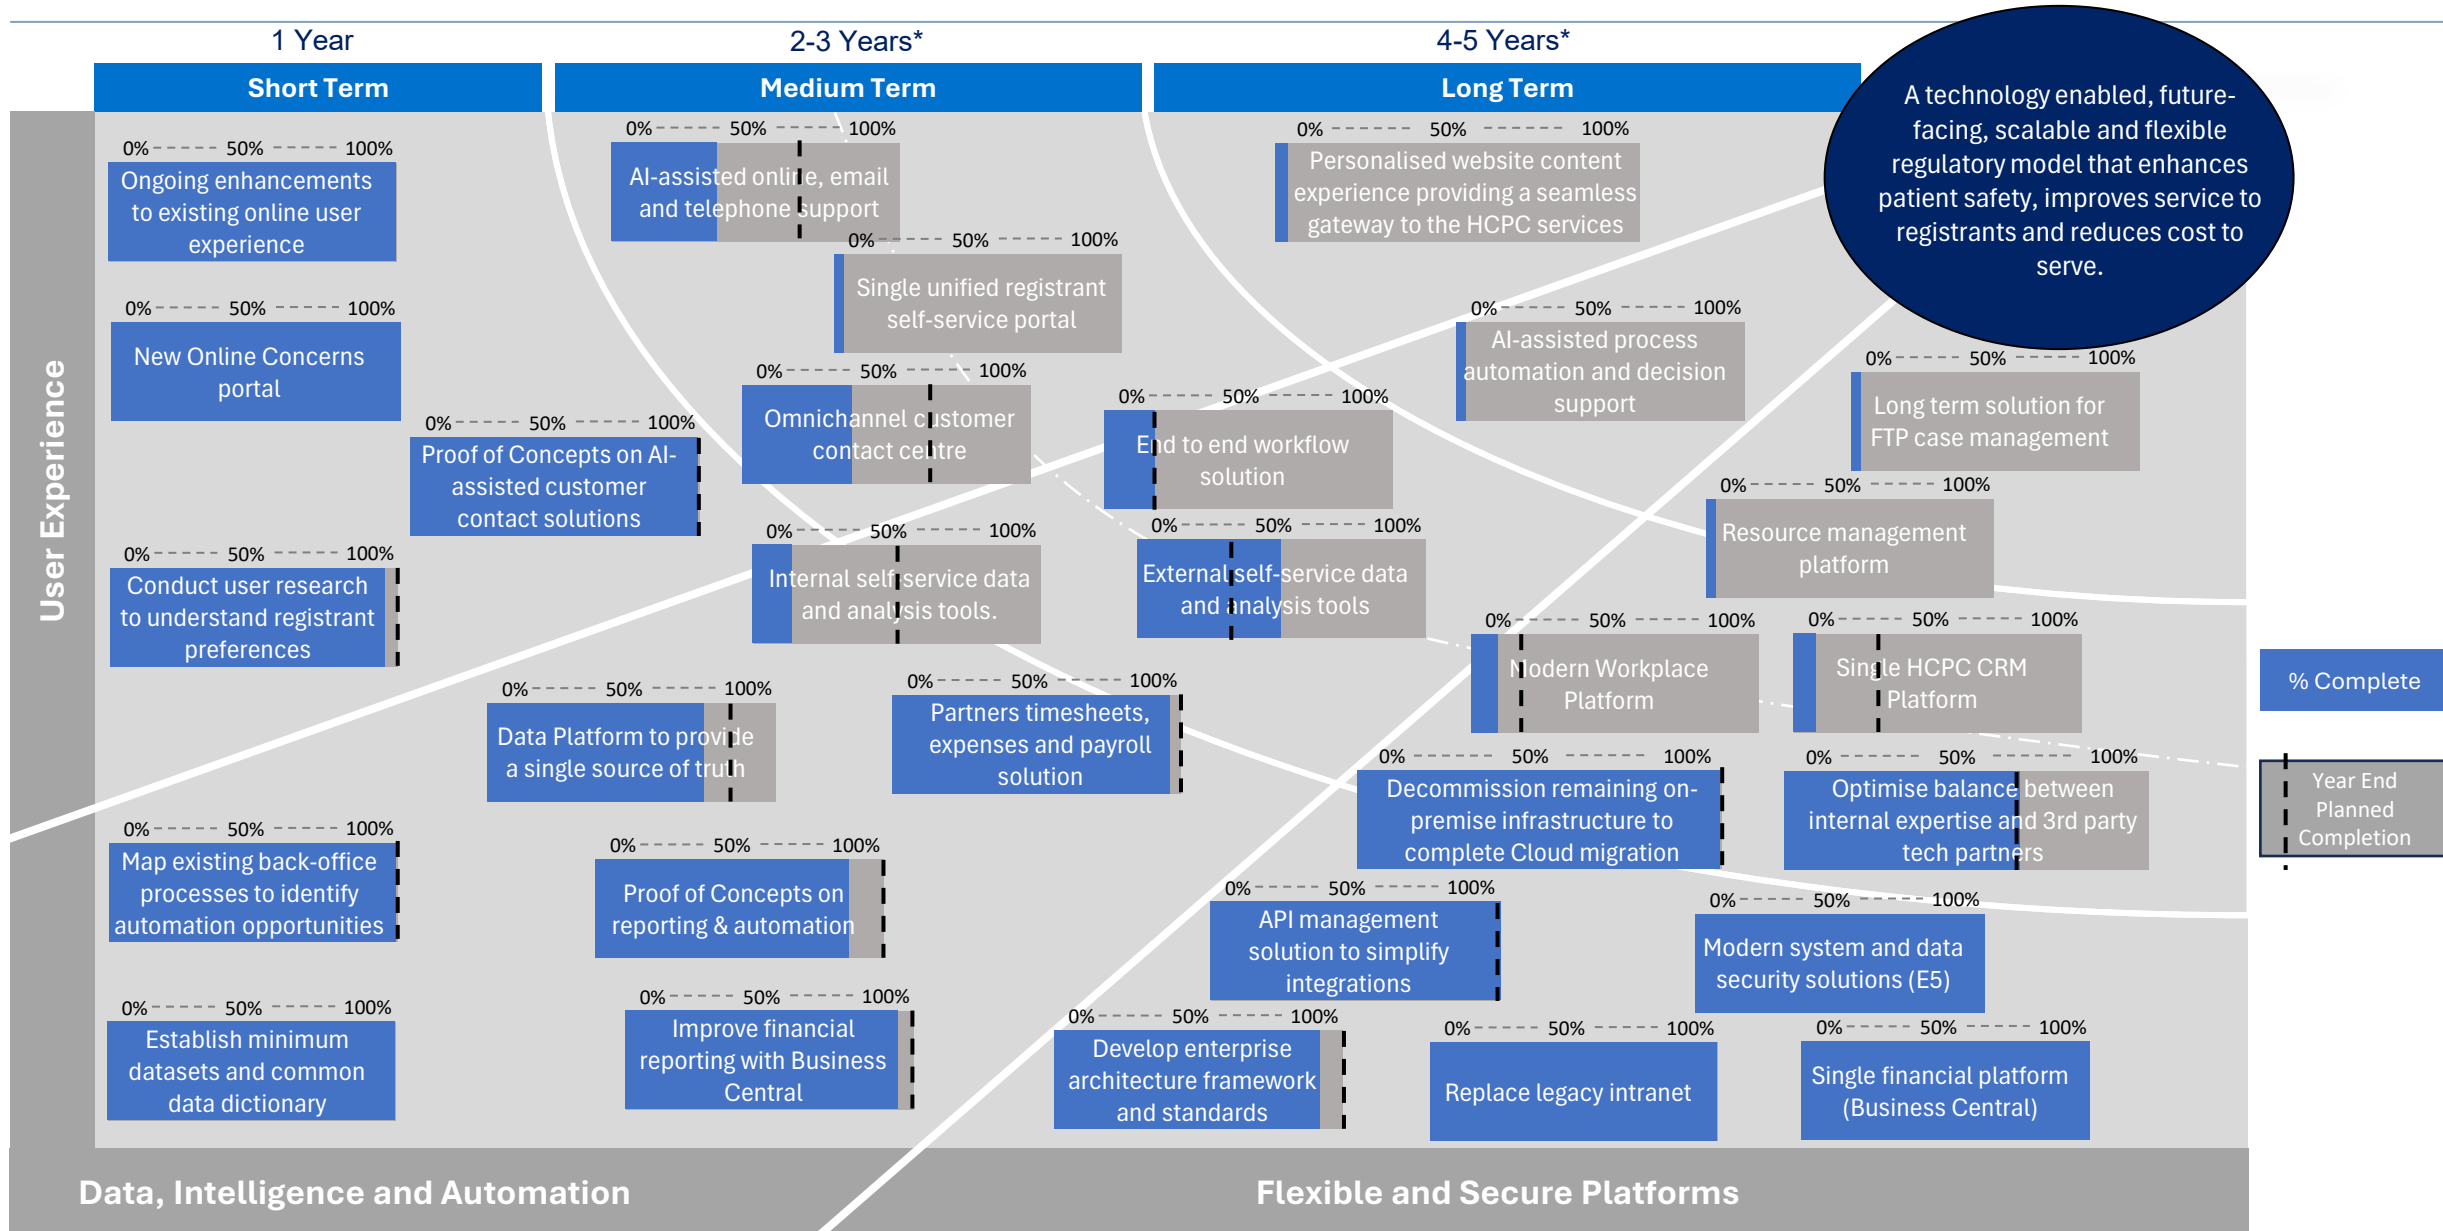 1 Year
2-3 Years*
4-5 Years*
Short Term
Medium Term
Long Term
A technology enabled, future-
facing, scalable and flexible
regulatory model that enhances
patient safety, improves service to
registrants and reduces cost to
serve.
User Experience
0% 50% 100%
Ongoing enhancements
to existing online user
experience
0% 50% 100%
AI-assisted online, email
and telephone support
0% 50% 100%
Personalised website content
experience providing a seamless
gateway to the HCPC services
0% 50% 100%
Single unified registrant
self-service portal
0% 50% 100%
New Online Concerns
portal
0% 50% 100%
AI-assisted process
automation and decision
support
0% 50% 100%
Long term solution for
FTP case management
0% 50% 100%
Omnichannel customer
contact centre
0% 50% 100%
End to end workflow
solution
0% 50% 100%
Proof of Concepts on AI-
assisted customer
contact solutions
0% 50% 100%
Resource management
platform
0% 50% 100%
Internal self-service data
and analysis tools.
0% 50% 100%
External self-service data
and analysis tools
0% 50% 100%
Conduct user research
to understand registrant
preferences
0% 50% 100%
Modern Workplace
Platform
0% 50% 100%
Single HCPC CRM
Platform
% Complete
0% 50% 100%
Data Platform to provide
a single source of truth
0% 50% 100%
Partners timesheets,
expenses and payroll
solution
0% 50% 100%
Decommission remaining on-
premise infrastructure to
complete Cloud migration
0% 50% 100%
Optimise balance between
internal expertise and 3rd party
tech partners
Year End
Planned
Completion
0% 50% 100%
Map existing back-office
processes to identify
automation opportunities
0% 50% 100%
Proof of Concepts on
reporting & automation
0% 50% 100%
API management
solution to simplify
integrations
0% 50% 100%
Modern system and data
security solutions (E5)
0% 50% 100%
Establish minimum
datasets and common
data dictionary
0% 50% 100%
Improve financial
reporting with Business
Central
0% 50% 100%
Develop enterprise
architecture framework
and standards
0% 50% 100%
Replace legacy intranet
0% 50% 100%
Single financial platform
(Business Central)
Data, Intelligence and Automation
Flexible and Secure Platforms